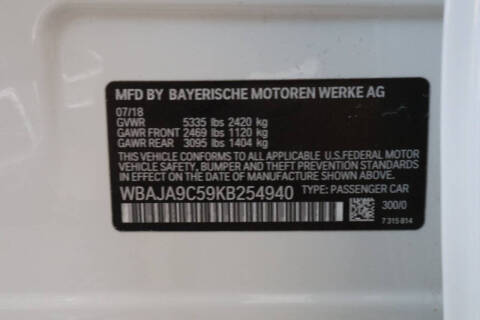 MFD BY BAYERISCHE MOTOREN WERKE AG
07/18
GVWR 5335 lbs 2420 kg
GAWR FRONT 2469 lbs 1120 kg
GAWR REAR 3095 lbs 1404 kg
THIS VEHICLE CONFORMS TO ALL APPLICABLE U.S. FEDERAL MOTOR
VEHICLE SAFETY, BUMPER AND THEFT PREVENTION STANDARDS
IN EFFECT ON THE DATE OF MANUFACTURE SHOWN ABOVE.
WBAJA9C59KB254940 TYPE: PASSENGER CAR
300/0
7 315 814